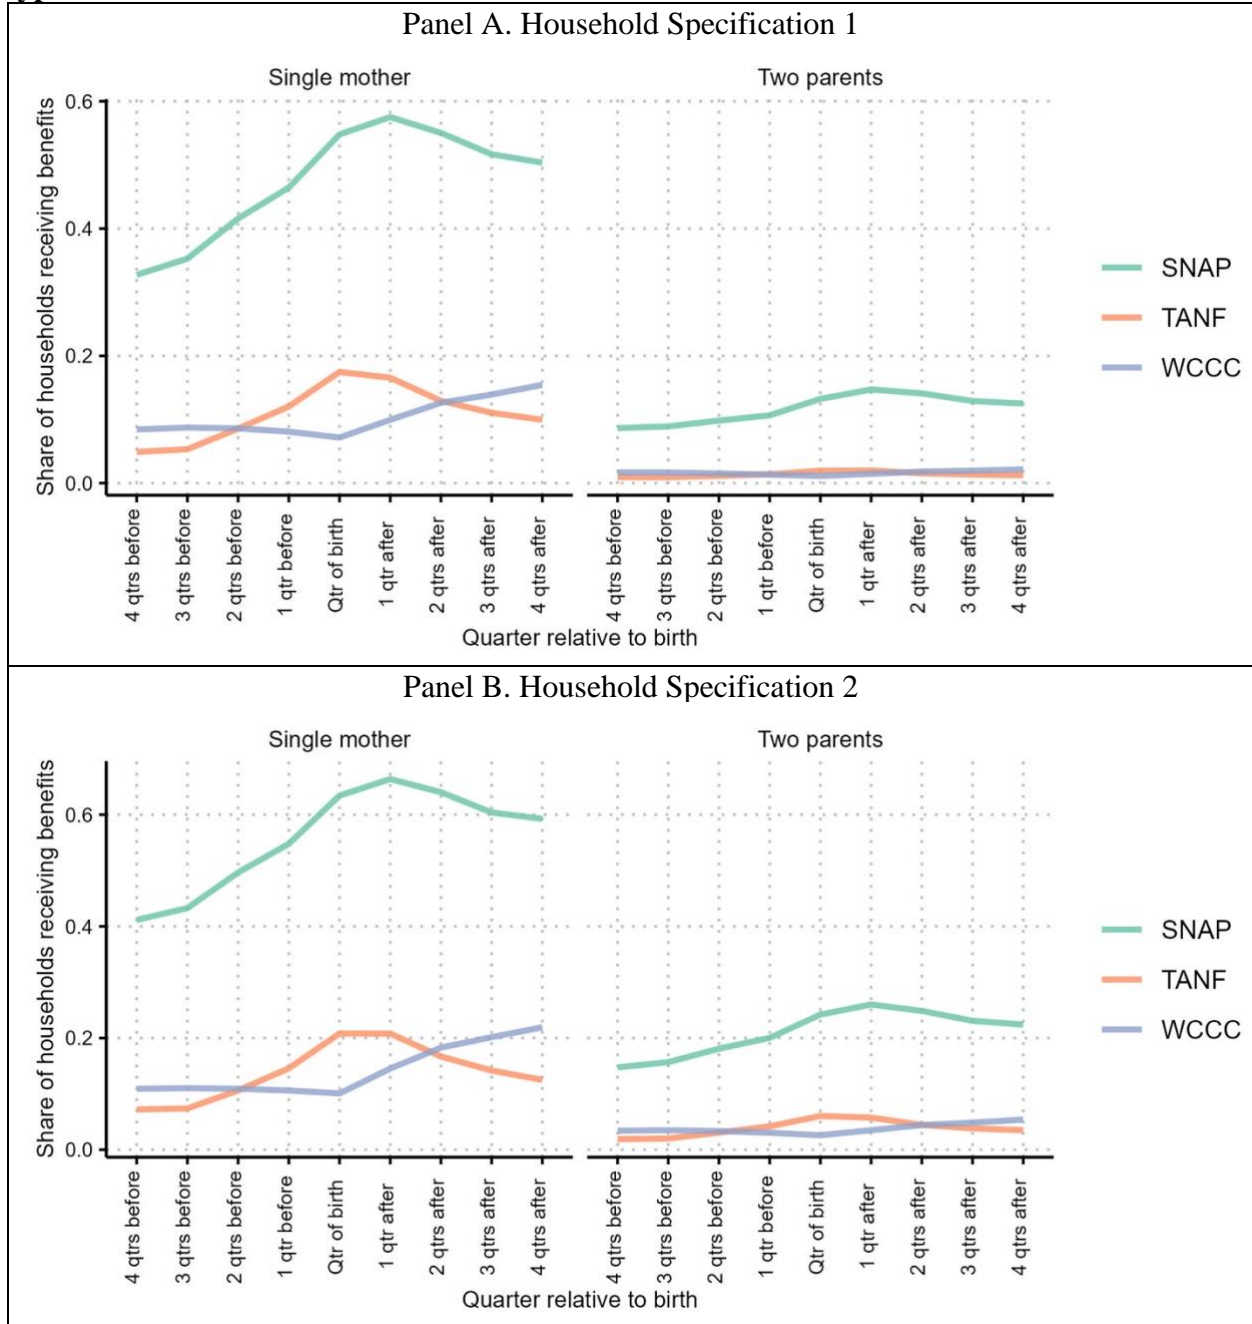 Panel A. Household Specification 1
Single mother
Two parents
Share of households receiving benefits
0.6
0.4
0.2
0.0
4 qtrs before
3 qtrs before
2 qtrs before
1 qtr before
Qtr of birth
1 qtr after
2 qtrs after
3 qtrs after
4 qtrs after
4 qtrs before
3 qtrs before
2 qtrs before
1 qtr before
Qtr of birth
1 qtr after
2 qtrs after
3 qtrs after
4 qtrs after
Quarter relative to birth
SNAP
TANF
WCCC
Panel B. Household Specification 2
Single mother
Two parents
Share of households receiving benefits
0.6
0.4
0.2
0.0
4 qtrs before
3 qtrs before
2 qtrs before
1 qtr before
Qtr of birth
1 qtr after
2 qtrs after
3 qtrs after
4 qtrs after
4 qtrs before
3 qtrs before
2 qtrs before
1 qtr before
Qtr of birth
1 qtr after
2 qtrs after
3 qtrs after
4 qtrs after
Quarter relative to birth
SNAP
TANF
WCCC